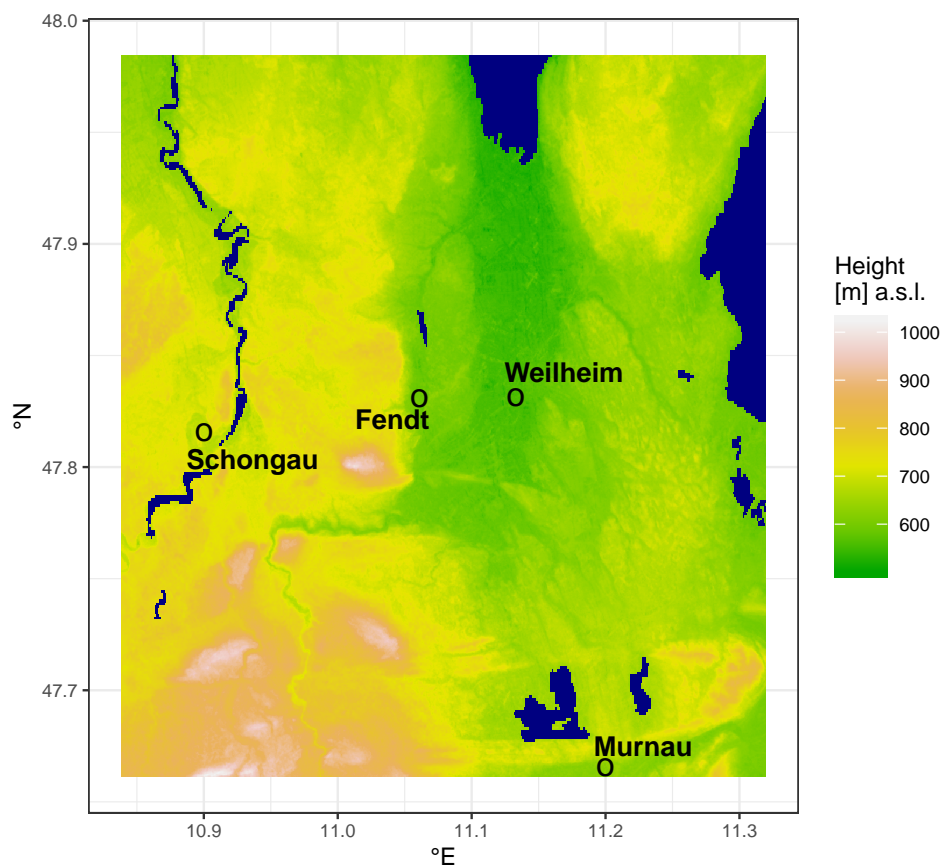 48.0
47.9
47.8
47.7
°N
10.9
11.0
11.1
11.2
11.3
°E
Weilheim
Fendt
Schongau
Murnau
Height
[m] a.s.l.
1000
900
800
700
600